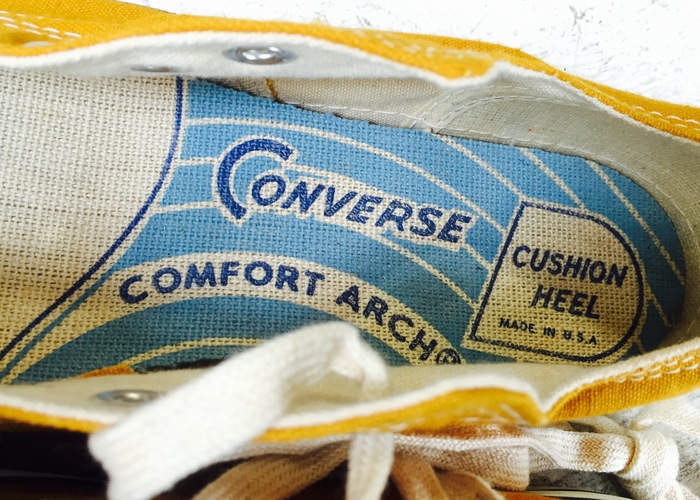 CONVERSE
COMFORT ARCH®
CUSHION
HEEL
MADE IN U.S.A.